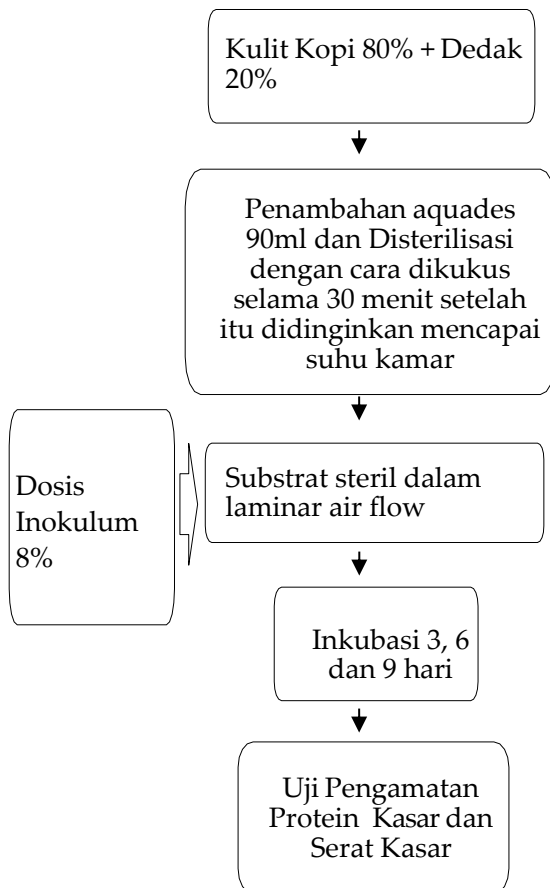 Kulit Kopi 80% + Dedak
20%
Penambahan aquades
90ml dan Disterilisasi
dengan cara dikukus
selama 30 menit setelah
itu didinginkan mencapai
suhu kamar
Dosis
Inokulum
8%
Substrat steril dalam
laminar air flow
Inkubasi 3, 6
dan 9 hari
Uji Pengamatan
Protein Kasar dan
Serat Kasar